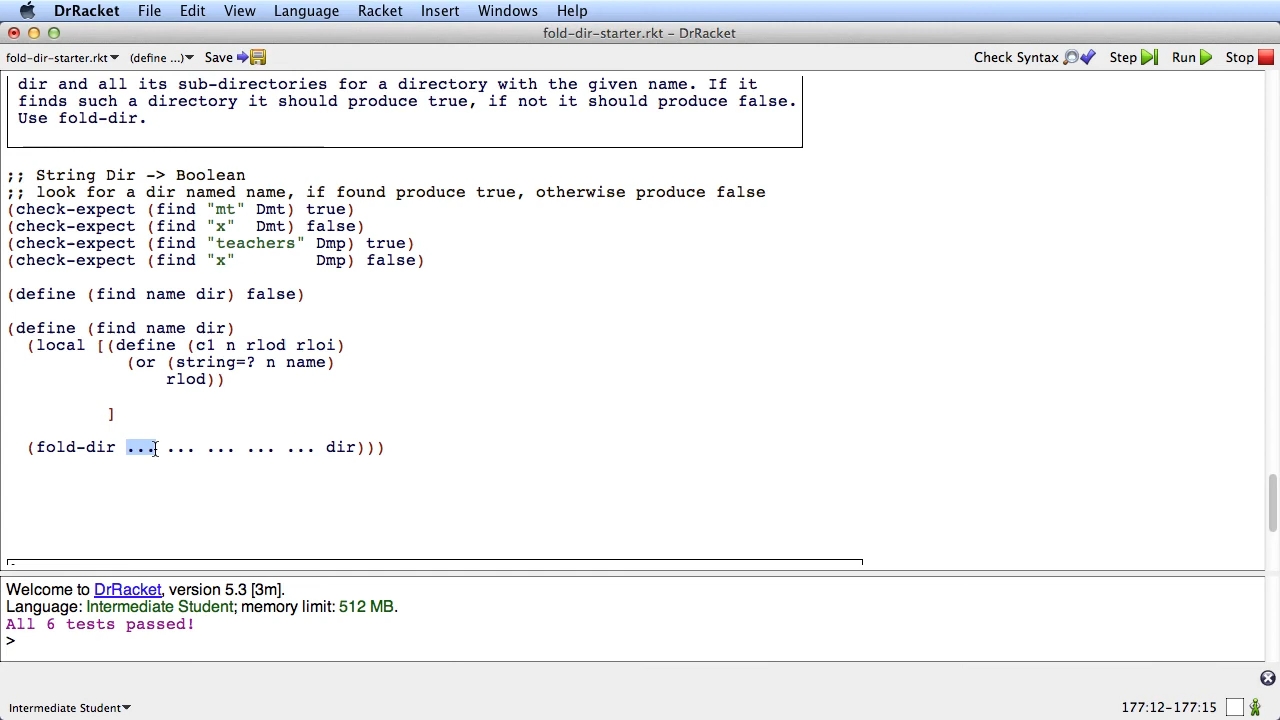 DrRacket File Edit View Language Racket Insert Windows Help
fold-dir-starter.rkt - DrRacket
fold-dir-starter.rkt (define ...) Save Check Syntax Step Run Stop
dir and all its sub-directories for a directory with the given name. If it
finds such a directory it should produce true, if not it should produce false.
Use fold-dir.
;; String Dir -> Boolean
;; look for a dir named name, if found produce true, otherwise produce false
(check-expect (find "mt" Dmt) true)
(check-expect (find "x"  Dmt) false)
(check-expect (find "teachers" Dmp) true)
(check-expect (find "x"        Dmp) false)
(define (find name dir) false)
(define (find name dir)
  (local [(define (c1 n rlod rloi)
            (or (string=? n name)
                rlod))
          ]
  (fold-dir ... ... ... ... ... dir)))
Welcome to DrRacket, version 5.3 [3m].
Language: Intermediate Student; memory limit: 512 MB.
All 6 tests passed!
>
Intermediate Student 177:12-177:15